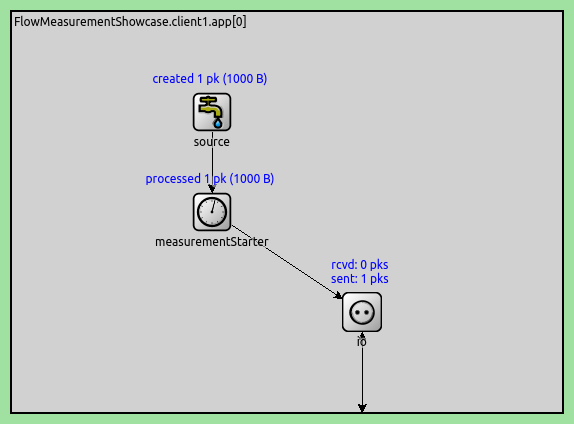 FlowMeasurementShowcase.client1.app[0]
created 1 pk (1000 B)
source
processed 1 pk (1000 B)
measurementStarter
rcvd: 0 pks
sent: 1 pks
io